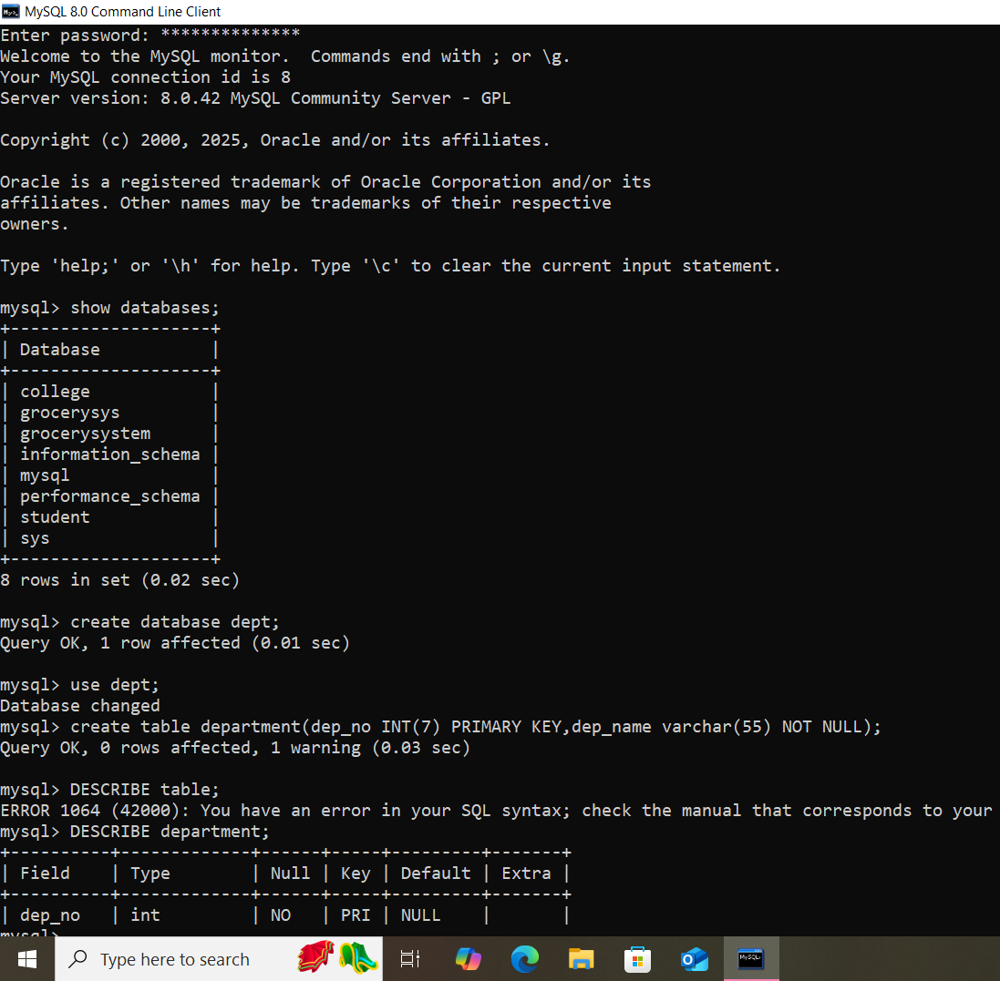 MySQL 8.0 Command Line Client
Enter password: **************
Welcome to the MySQL monitor.  Commands end with ; or \g.
Your MySQL connection id is 8
Server version: 8.0.42 MySQL Community Server - GPL
Copyright (c) 2000, 2025, Oracle and/or its affiliates.
Oracle is a registered trademark of Oracle Corporation and/or its
affiliates. Other names may be trademarks of their respective
owners.
Type 'help;' or '\h' for help. Type '\c' to clear the current input statement.
mysql> show databases;
+--------------------+
| Database           |
+--------------------+
| college            |
| grocerysys         |
| grocerysystem      |
| information_schema |
| mysql              |
| performance_schema |
| student            |
| sys                |
+--------------------+
8 rows in set (0.02 sec)
mysql> create database dept;
Query OK, 1 row affected (0.01 sec)
mysql> use dept;
Database changed
mysql> create table department(dep_no INT(7) PRIMARY KEY,dep_name varchar(55) NOT NULL);
Query OK, 0 rows affected, 1 warning (0.03 sec)
mysql> DESCRIBE table;
ERROR 1064 (42000): You have an error in your SQL syntax; check the manual that corresponds to your
mysql> DESCRIBE department;
+----------+-------------+------+-----+---------+-------+
| Field    | Type        | Null | Key | Default | Extra |
+----------+-------------+------+-----+---------+-------+
| dep_no   | int         | NO   | PRI | NULL    |       |
mysql>
Type here to search